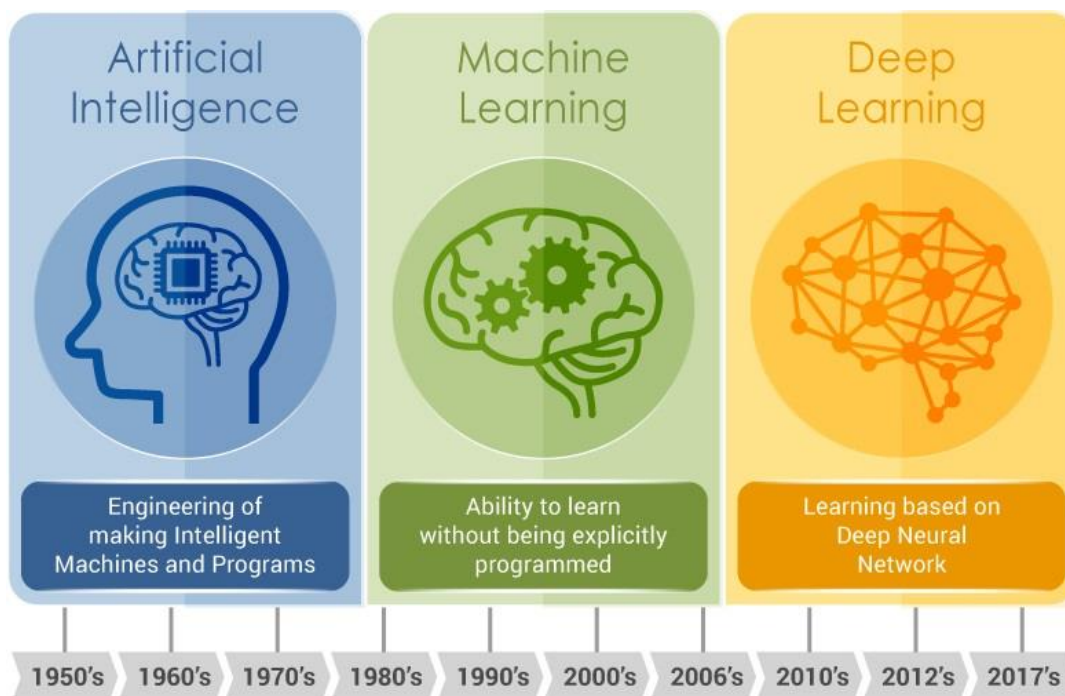 Artificial
Intelligence
Engineering of
making Intelligent
Machines and Programs
Machine
Learning
Ability to learn
without being explicitly
programmed
Deep
Learning
Learning based on
Deep Neural
Network
1950's
1960's
1970's
1980's
1990's
2000's
2006's
2010's
2012's
2017's